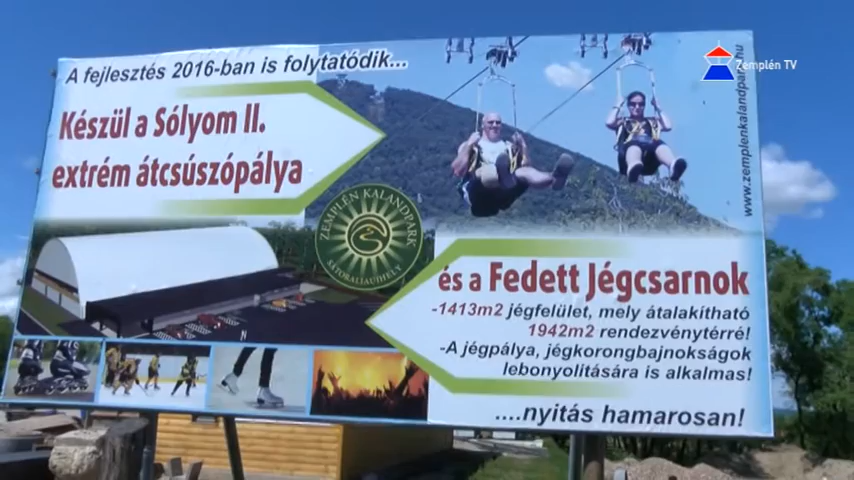 Zemplén TV
A fejlesztés 2016-ban is folytatódik...
Készül a Sólyom II.
extrém átcsúszópálya
www.zemplenkalandpark.hu
ZEMPLÉN KALANDPARK
SÁTORALJAÚJHELY
és a Fedett Jégcsarnok
-1413m2 jégfelület, mely átalakítható
1942m2 rendezvénytérré!
-A jégpálya, jégkorongbajnokságok
lebonyolítására is alkalmas!
....nyitás hamarosan!